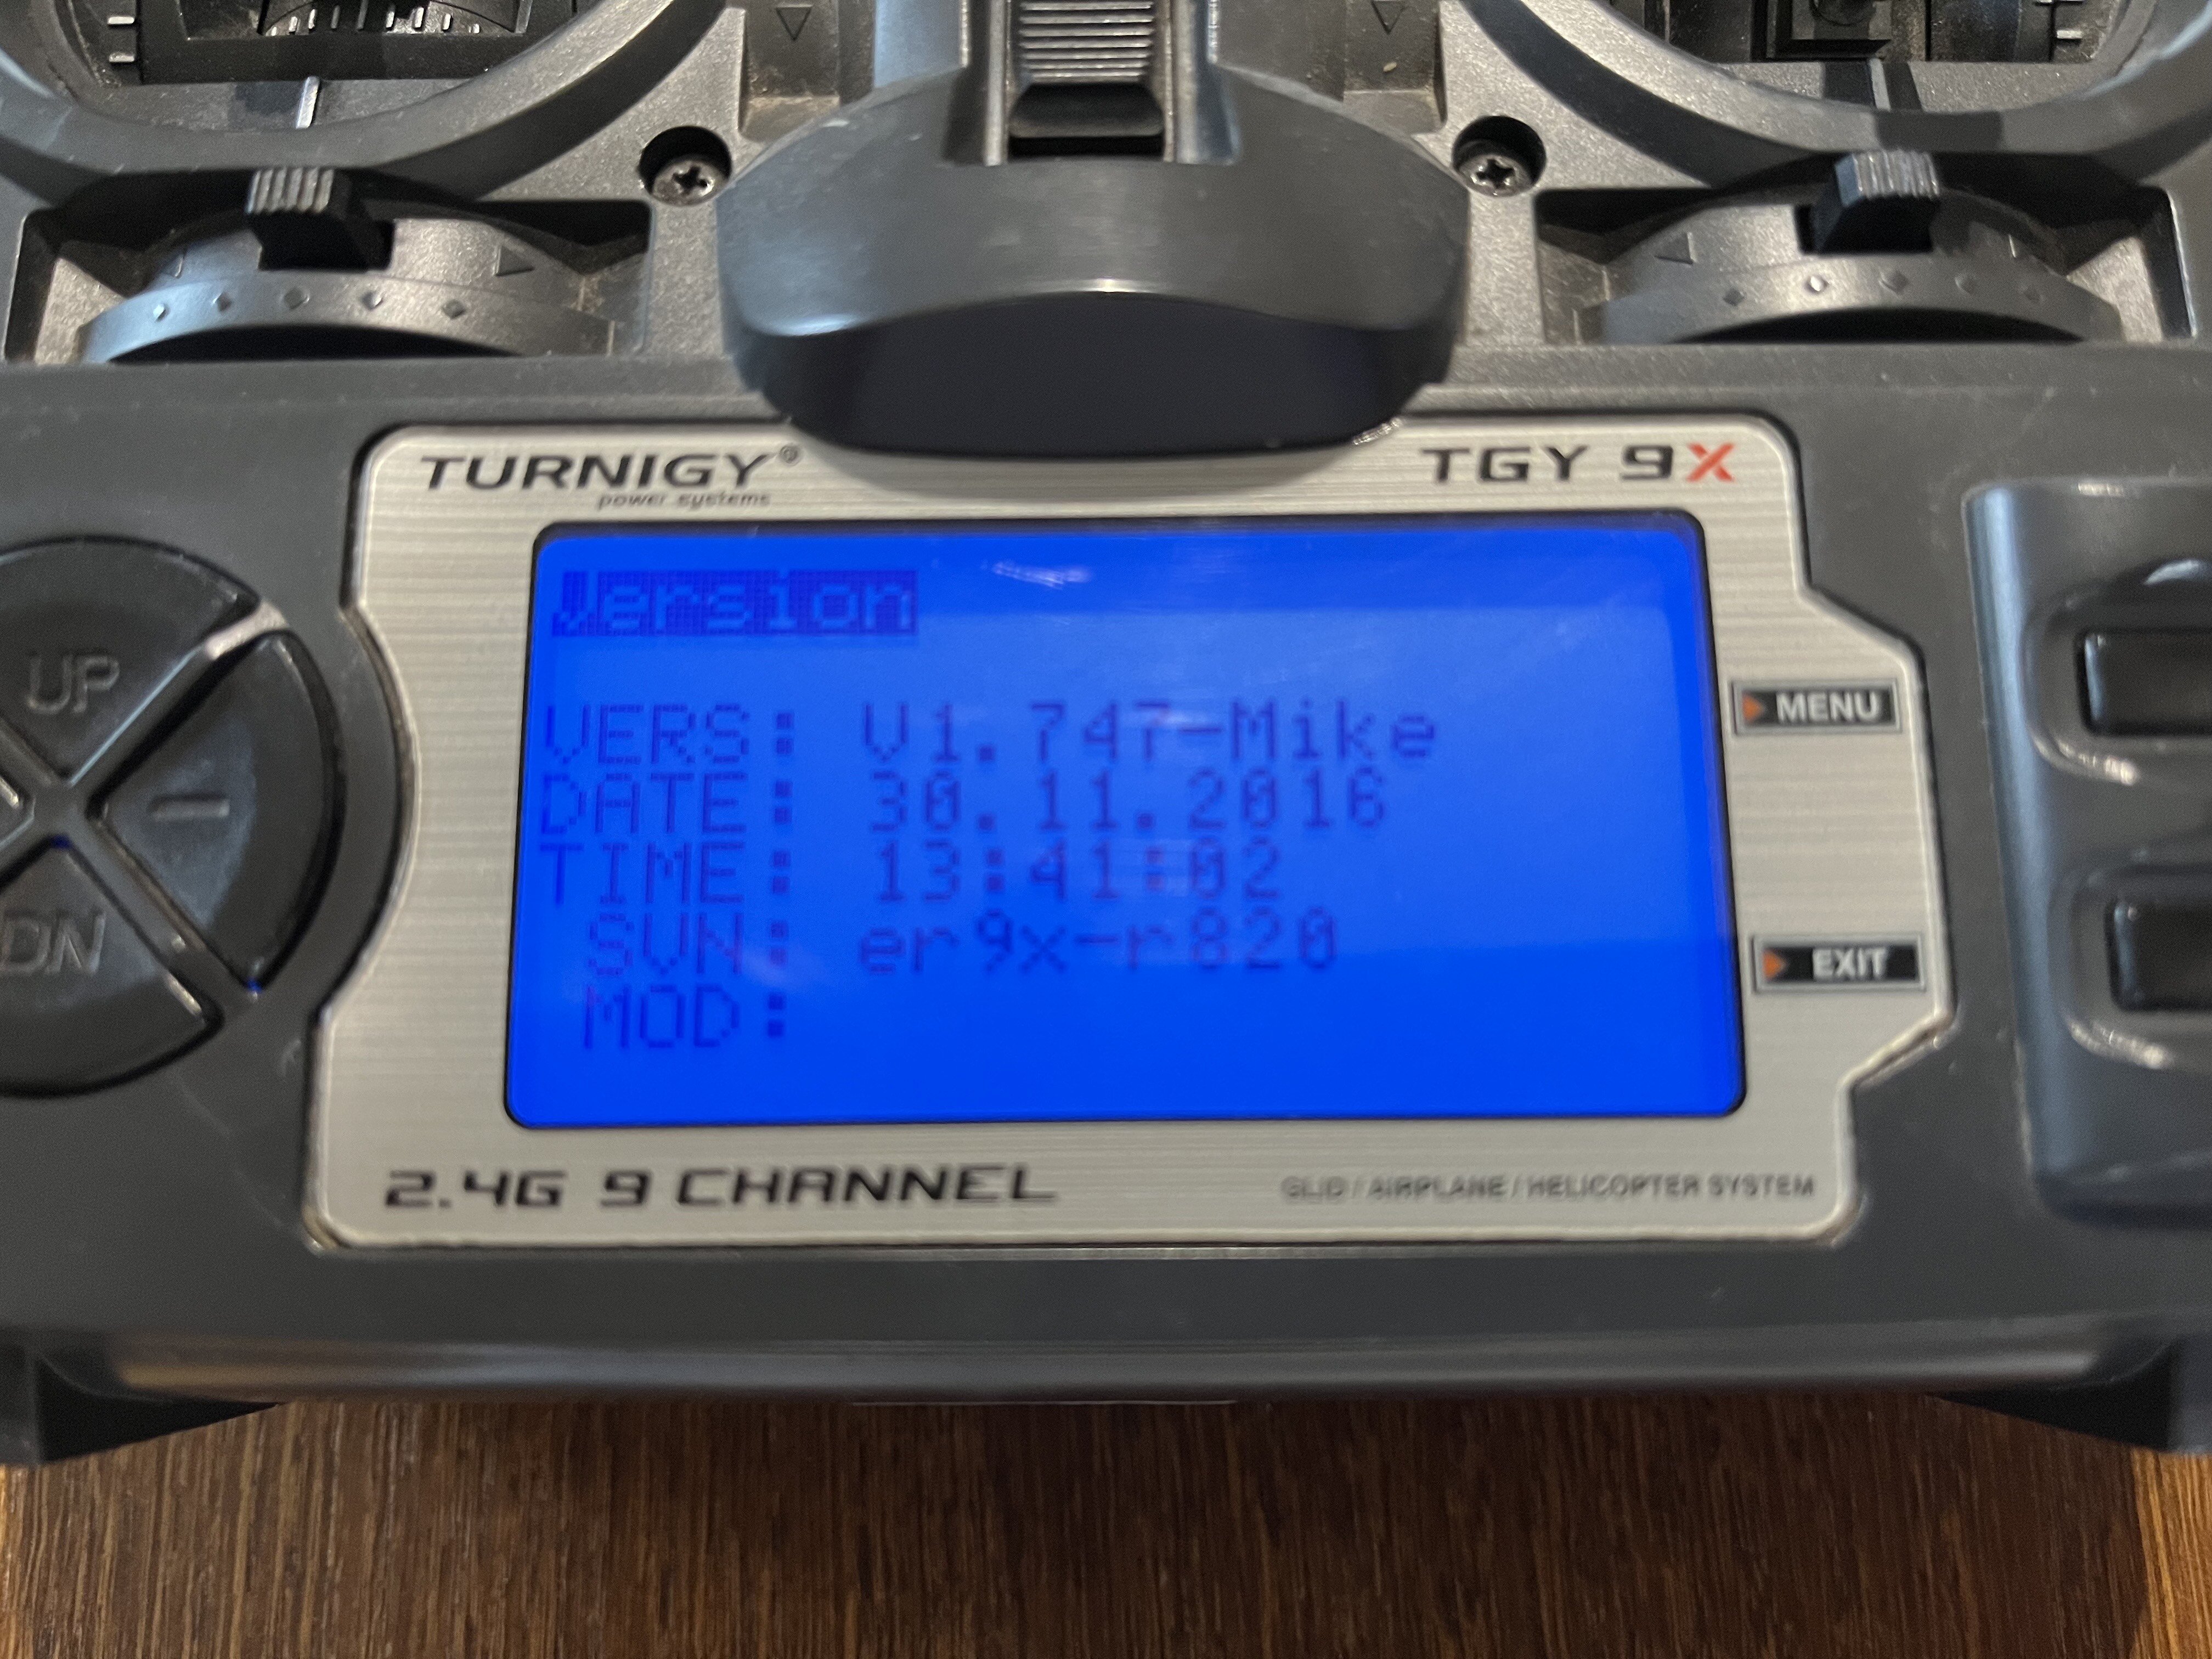 TURNIGY®
power systems
TGY 9X
Version
VERS: V1.747-Mike
DATE: 30.11.2016
TIME: 13:41:02
SVN: er9x-r820
MOD:
UP
DN
MENU
EXIT
2.4G 9 CHANNEL
GLID / AIRPLANE / HELICOPTER SYSTEM